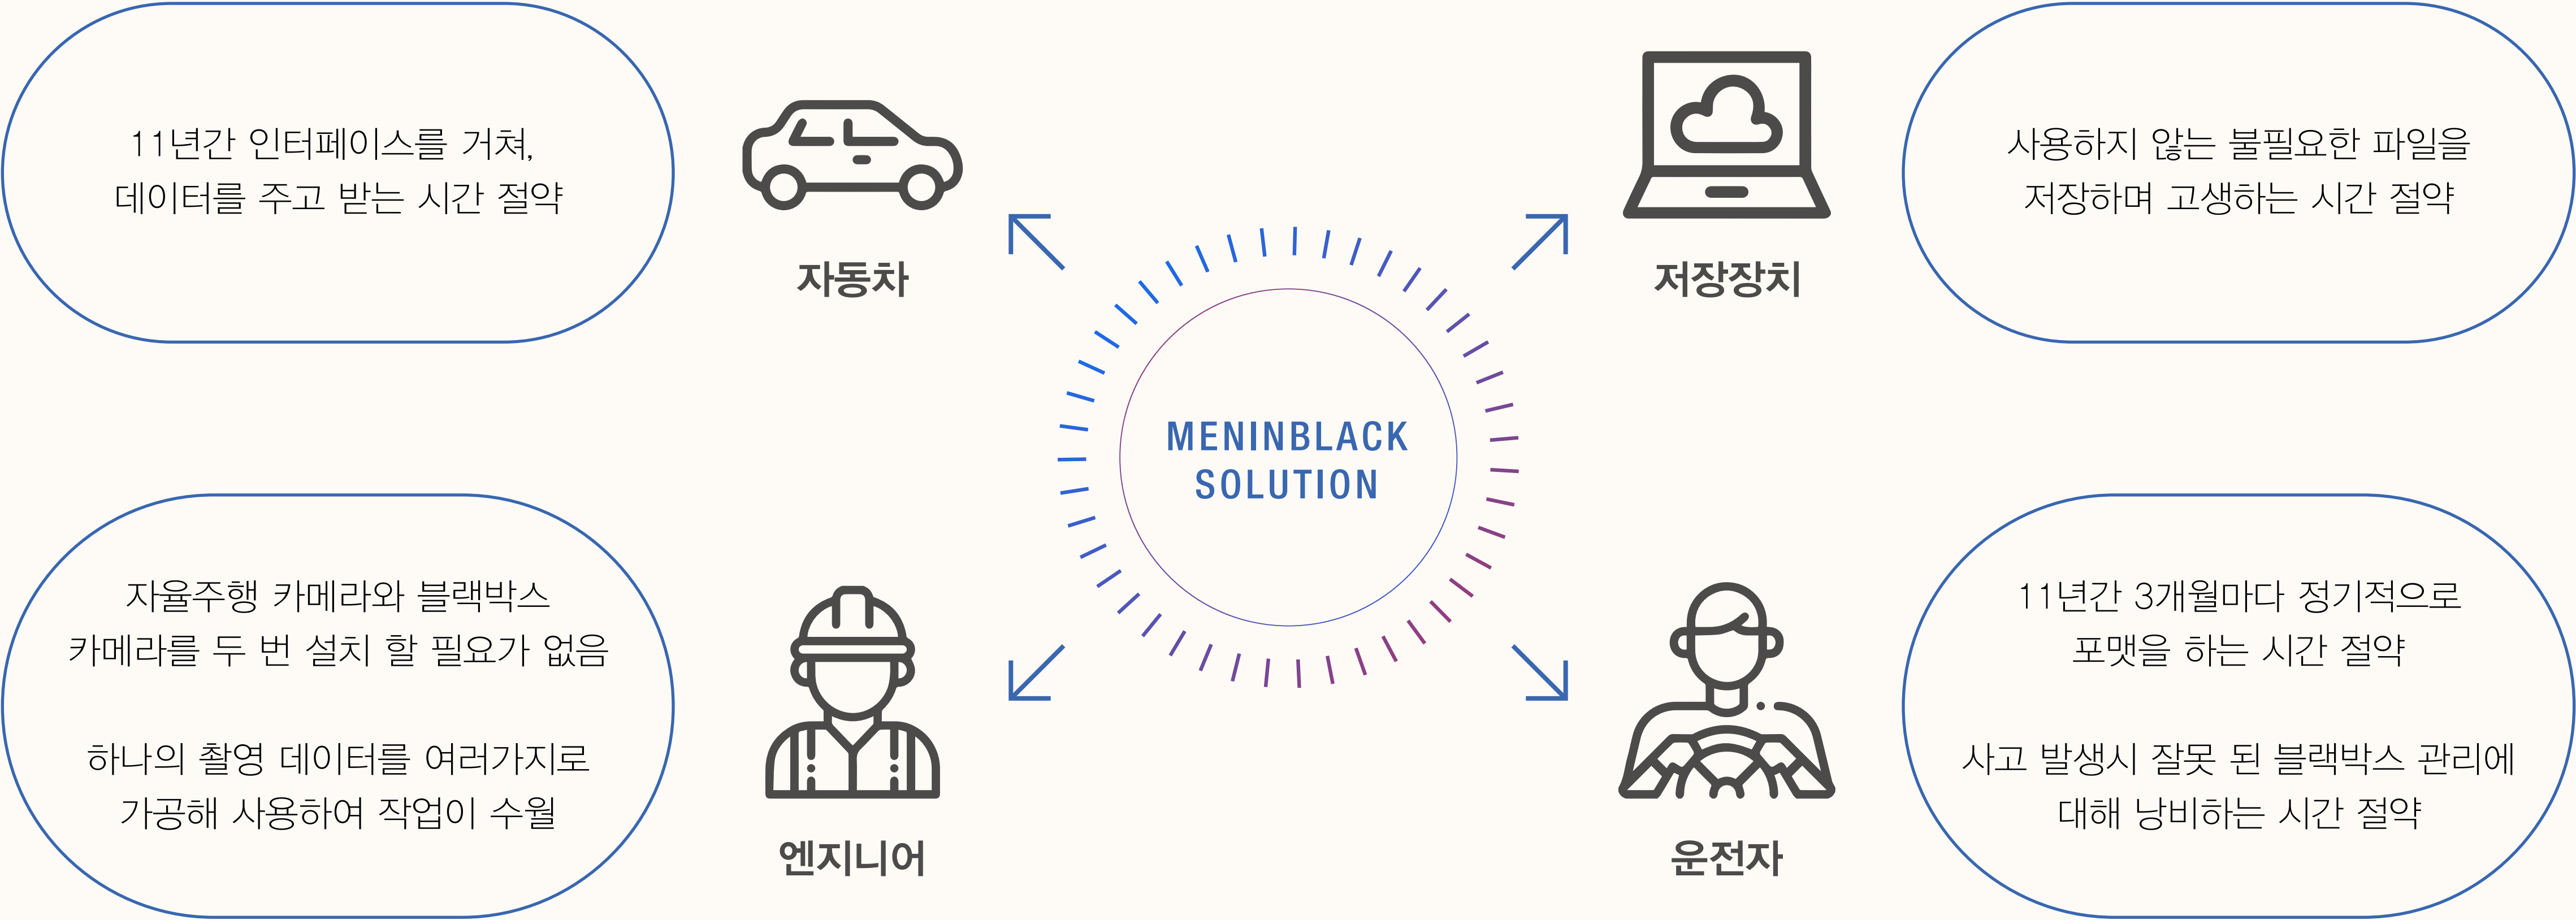 11년간 인터페이스를 거쳐,
데이터를 주고 받는 시간 절약
자동차
저장장치
사용하지 않는 불필요한 파일을
저장하며 고생하는 시간 절약
MENINBLACK
SOLUTION
자율주행 카메라와 블랙박스
카메라를 두 번 설치 할 필요가 없음
하나의 촬영 데이터를 여러가지로
가공해 사용하여 작업이 수월
엔지니어
운전자
11년간 3개월마다 정기적으로
포맷을 하는 시간 절약
사고 발생시 잘못 된 블랙박스 관리에
대해 낭비하는 시간 절약